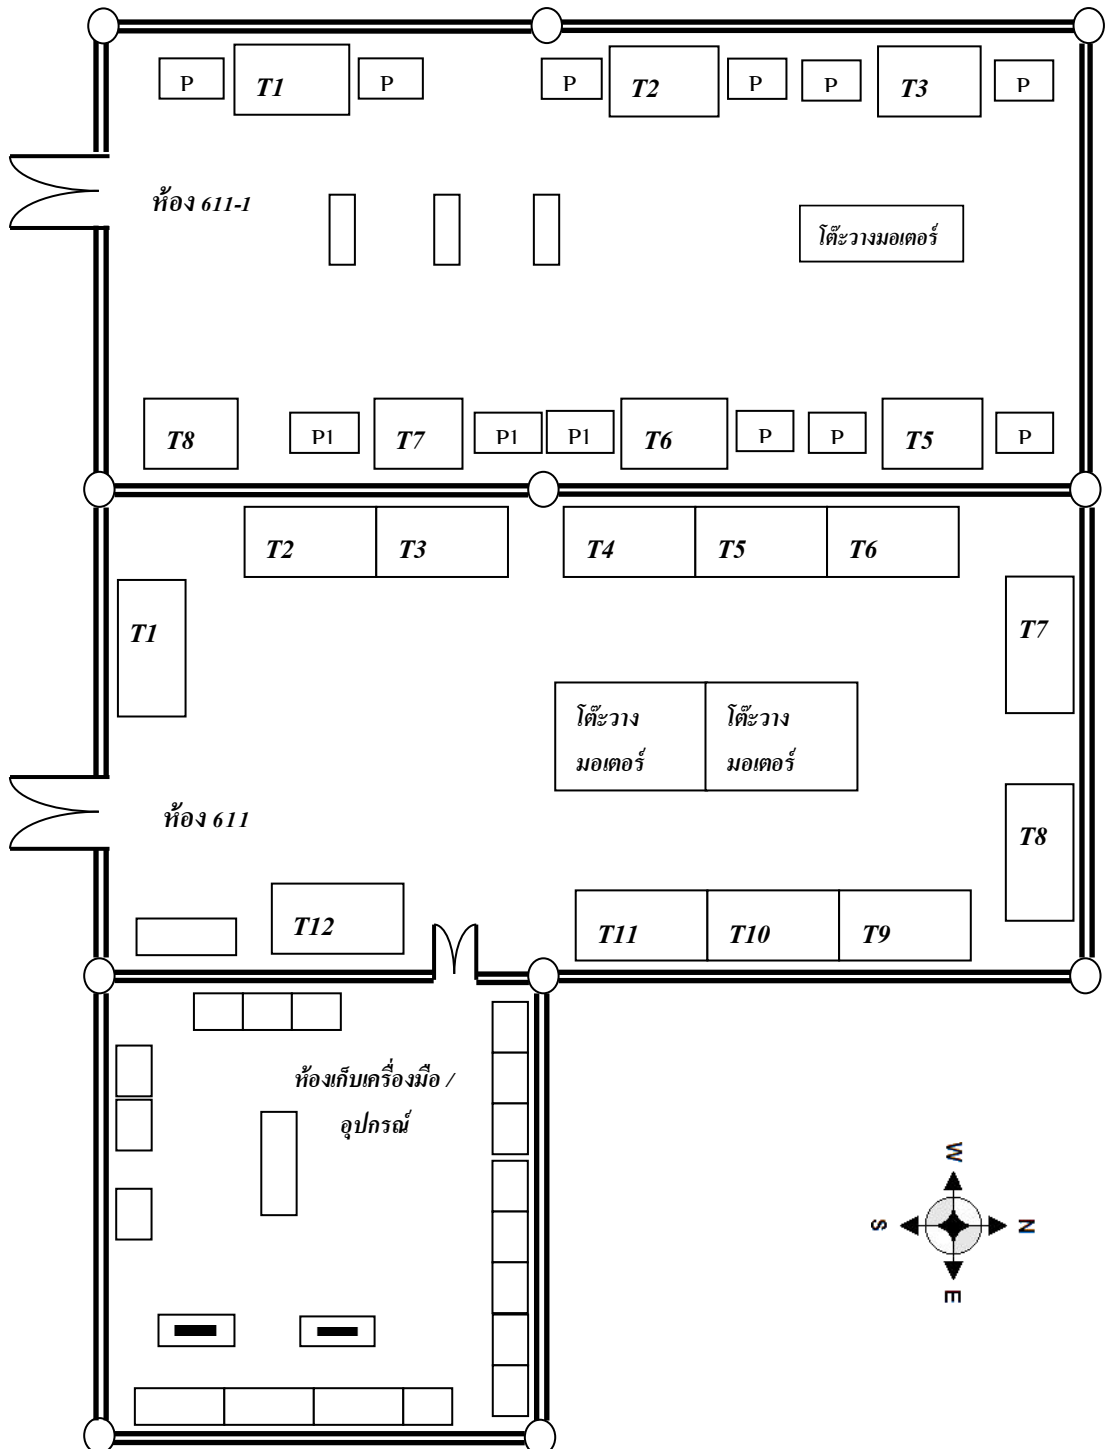 P T1 P P T2 P P T3 P
ห้อง 611-1
โต๊ะวางมอเตอร์
T8 P1 T7 P1 P1 T6 P P T5 P
T2 T3 T4 T5 T6
T1 T7
โต๊ะวาง
มอเตอร์
โต๊ะวาง
มอเตอร์
ห้อง 611
T8
T12 T11 T10 T9
ห้องเก็บเครื่องมือ /
อุปกรณ์
W
S N
E